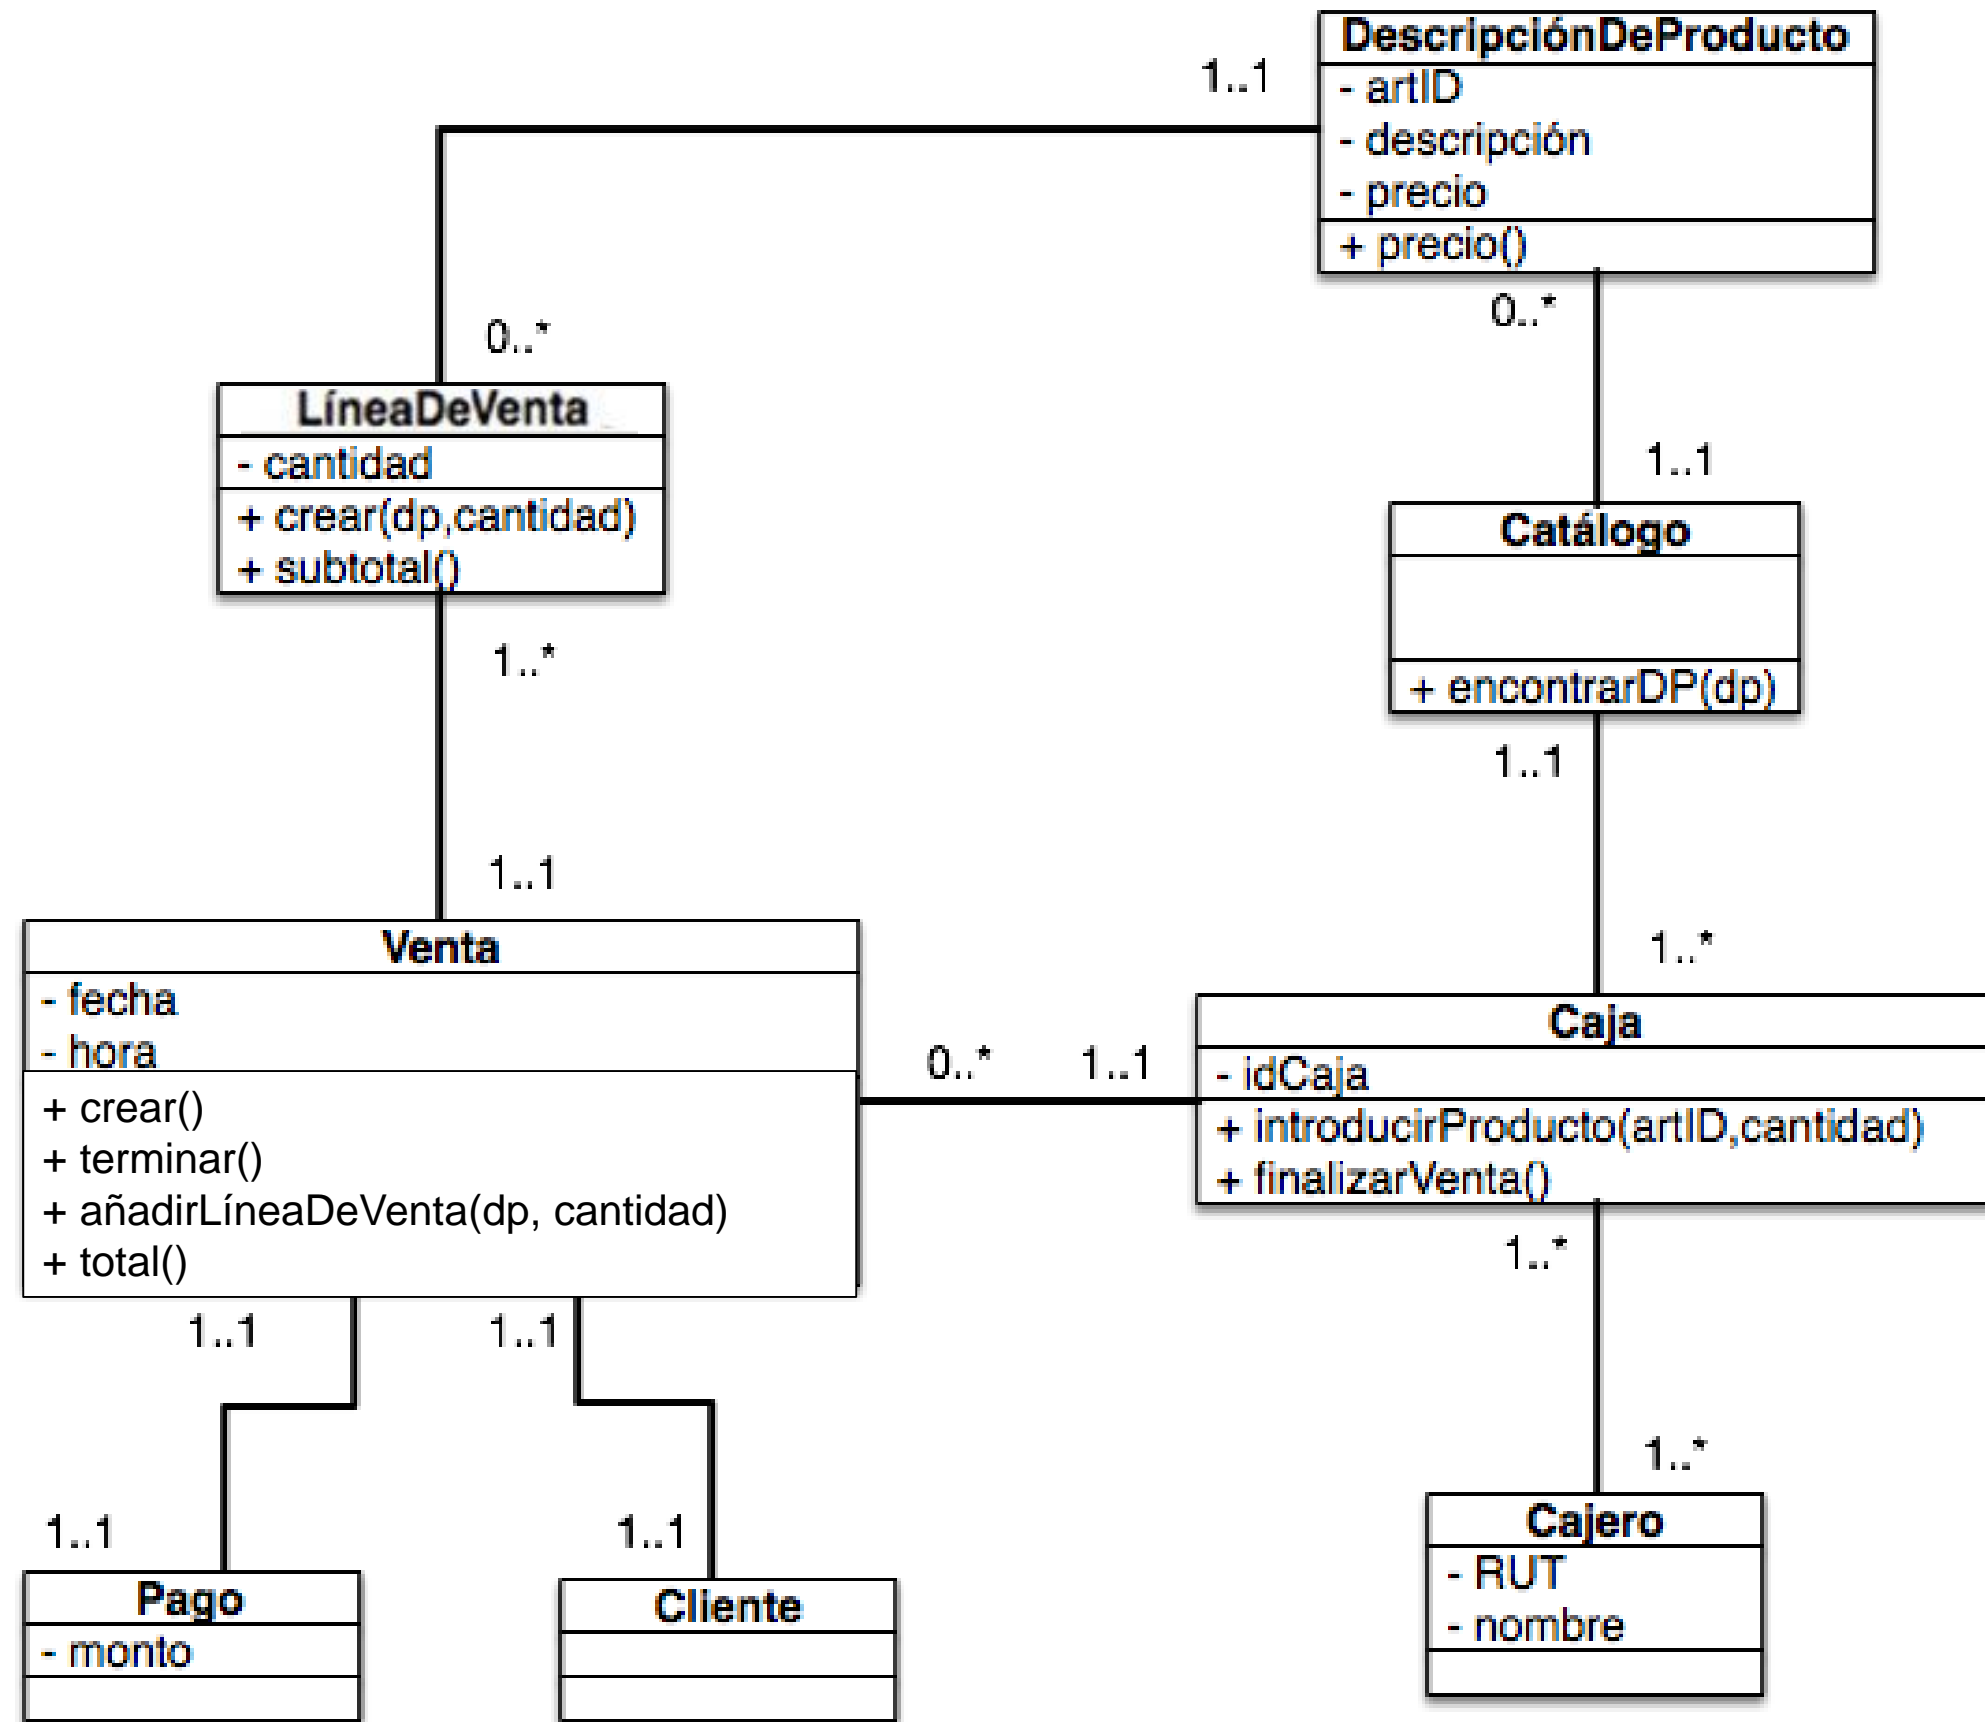 DescripciónDeProducto
- artID
- descripción
- precio
+ precio()
1..1
0..*
0..*
LíneaDeVenta
- cantidad
+ crear(dp,cantidad)
+ subtotal()
1..1
Catálogo
+ encontrarDP(dp)
1..*
1..1
1..1
1..*
Venta
- fecha
- hora
+ crear()
+ terminar()
+ añadirLíneaDeVenta(dp, cantidad)
+ total()
0..*
1..1
Caja
- idCaja
+ introducirProducto(artID,cantidad)
+ finalizarVenta()
1..1
1..1
1..*
1..1
1..1
1..*
Pago
- monto
Cliente
Cajero
- RUT
- nombre